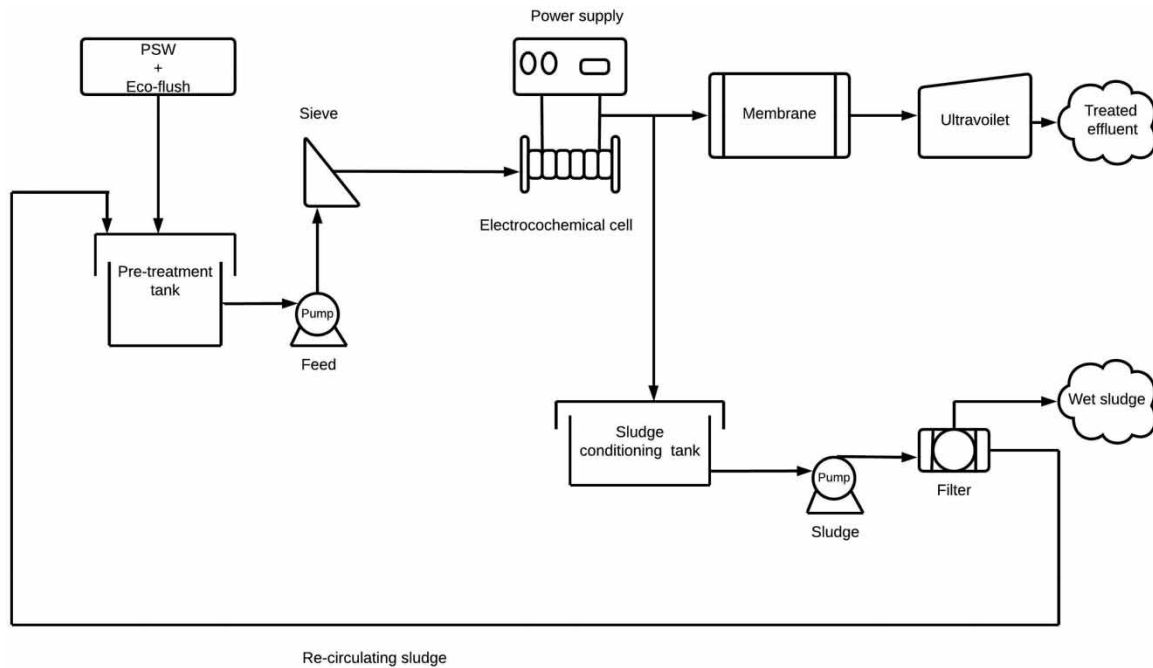 Power supply
PSW
+
Eco-flush
Sieve
Membrane
Ultravoilet
Treated
effluent
Electrocochemical cell
Pre-treatment
tank
Pump
Feed
Wet sludge
Sludge
conditioning tank
Pump
Filter
Sludge
Re-circulating sludge